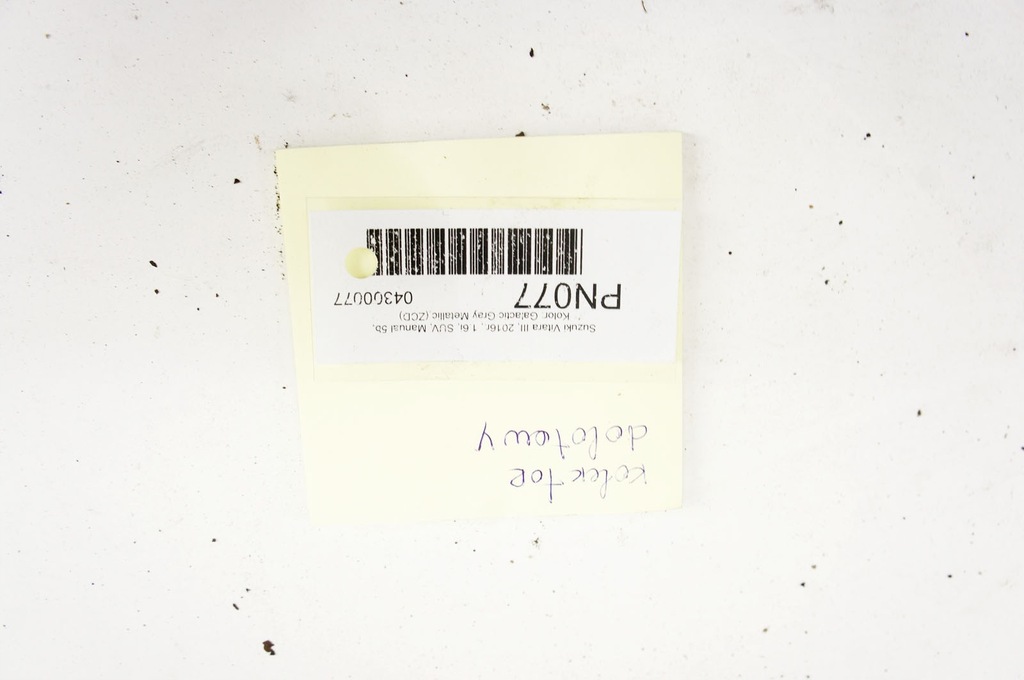 kolektor
dolotowy
Suzuki Vitara III, 2016r., 1.6i, SUV, Manual 5b,
Kolor: Galactic Gray Metallic (ZCD)
PN077 04300077